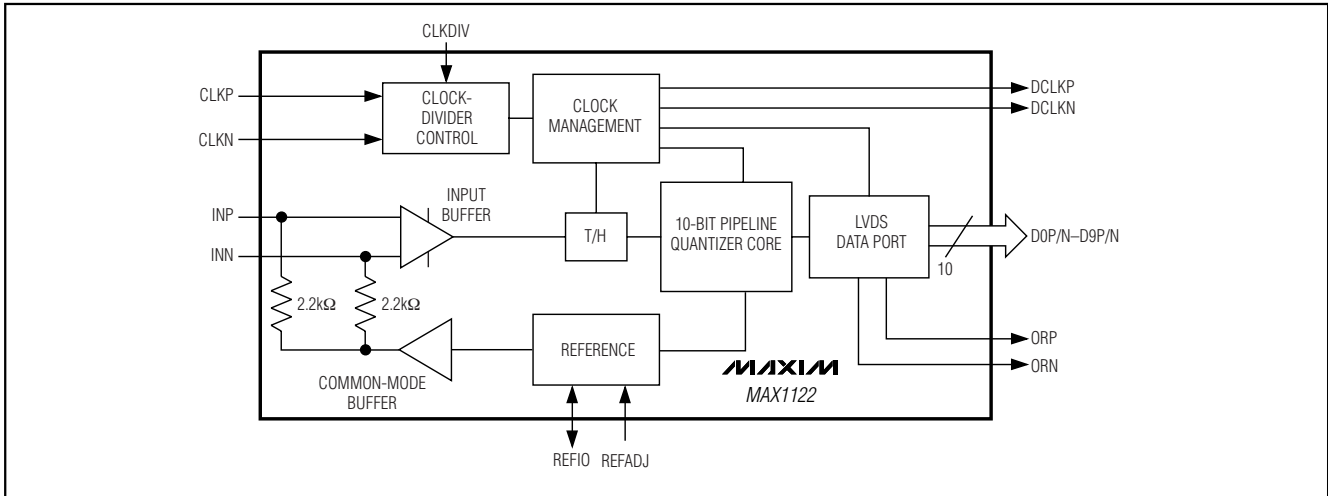 CLKDIV
CLKP
CLKN
CLOCK-
DIVIDER
CONTROL
CLOCK
MANAGEMENT
DCLKP
DCLKN
INP
INN
INPUT
BUFFER
T/H
10-BIT PIPELINE
QUANTIZER CORE
LVDS
DATA PORT
10
D0P/N–D9P/N
2.2kΩ
2.2kΩ
COMMON-MODE
BUFFER
REFERENCE
ORP
ORN
MAXIM
MAX1122
REFIO
REFADJ